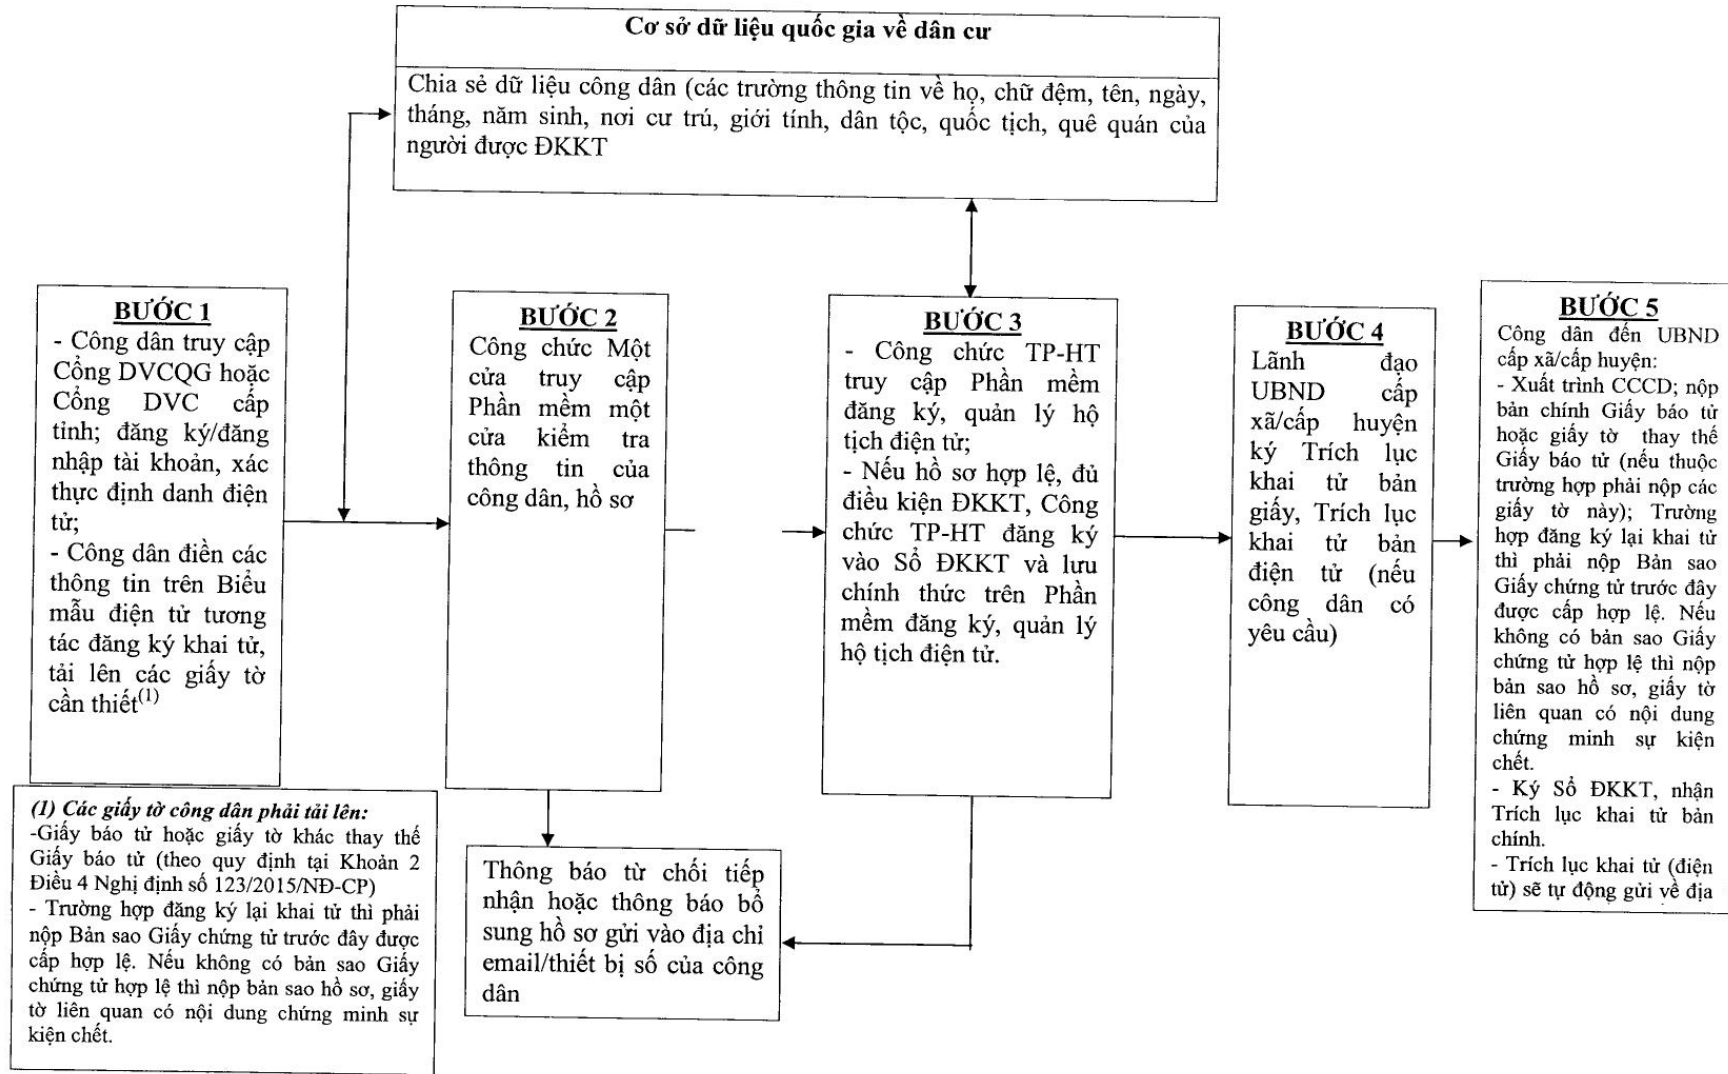 Cơ sở dữ liệu quốc gia về dân cư
Chia sẻ dữ liệu công dân (các trường thông tin về họ, chữ đệm, tên, ngày,
tháng, năm sinh, nơi cư trú, giới tính, dân tộc, quốc tịch, quê quán của
người được ĐKKT
BƯỚC 1
- Công dân truy cập
Cổng DVCQG hoặc
Cổng DVC cấp
tỉnh; đăng ký/đăng
nhập tài khoản, xác
thực định danh điện
tử;
- Công dân điền các
thông tin trên Biểu
mẫu điện tử tương
tác đăng ký khai tử,
tải lên các giấy tờ
cần thiết(1)
BƯỚC 2
Công chức Một
cửa truy cập
Phần mềm một
cửa kiểm tra
thông tin của
công dân, hồ sơ
BƯỚC 3
- Công chức TP-HT
truy cập Phần mềm
đăng ký, quản lý hộ
tịch điện tử;
- Nếu hồ sơ hợp lệ, đủ
điều kiện ĐKKT, Công
chức TP-HT đăng ký
vào Sổ ĐKKT và lưu
chính thức trên Phần
mềm đăng ký, quản lý
hộ tịch điện tử.
BƯỚC 4
Lãnh đạo
UBND cấp
xã/cấp huyện
ký Trích lục
khai tử bản
giấy, Trích lục
khai tử bản
điện tử (nếu
công dân có
yêu cầu)
BƯỚC 5
Công dân đến UBND
cấp xã/cấp huyện:
- Xuất trình CCCD; nộp
bản chính Giấy báo tử
hoặc giấy tờ thay thế
Giấy báo tử (nếu thuộc
trường hợp phải nộp các
giấy tờ này); Trường
hợp đăng ký lại khai tử
thì phải nộp Bản sao
Giấy chứng tử trước đây
được cấp hợp lệ. Nếu
không có bản sao Giấy
chứng tử hợp lệ thì nộp
bản sao hồ sơ, giấy tờ
liên quan có nội dung
chứng minh sự kiện
chết.
- Ký Sổ ĐKKT, nhận
Trích lục khai tử bản
chính.
- Trích lục khai tử (điện
tử) sẽ tự động gửi về địa
(1) Các giấy tờ công dân phải tải lên:
-Giấy báo tử hoặc giấy tờ khác thay thế
Giấy báo tử (theo quy định tại Khoản 2
Điều 4 Nghị định số 123/2015/NĐ-CP)
- Trường hợp đăng ký lại khai tử thì phải
nộp Bản sao Giấy chứng tử trước đây được
cấp hợp lệ. Nếu không có bản sao Giấy
chứng tử hợp lệ thì nộp bản sao hồ sơ, giấy
tờ liên quan có nội dung chứng minh sự
kiện chết.
Thông báo từ chối tiếp
nhận hoặc thông báo bổ
sung hồ sơ gửi vào địa chỉ
email/thiết bị số của công
dân